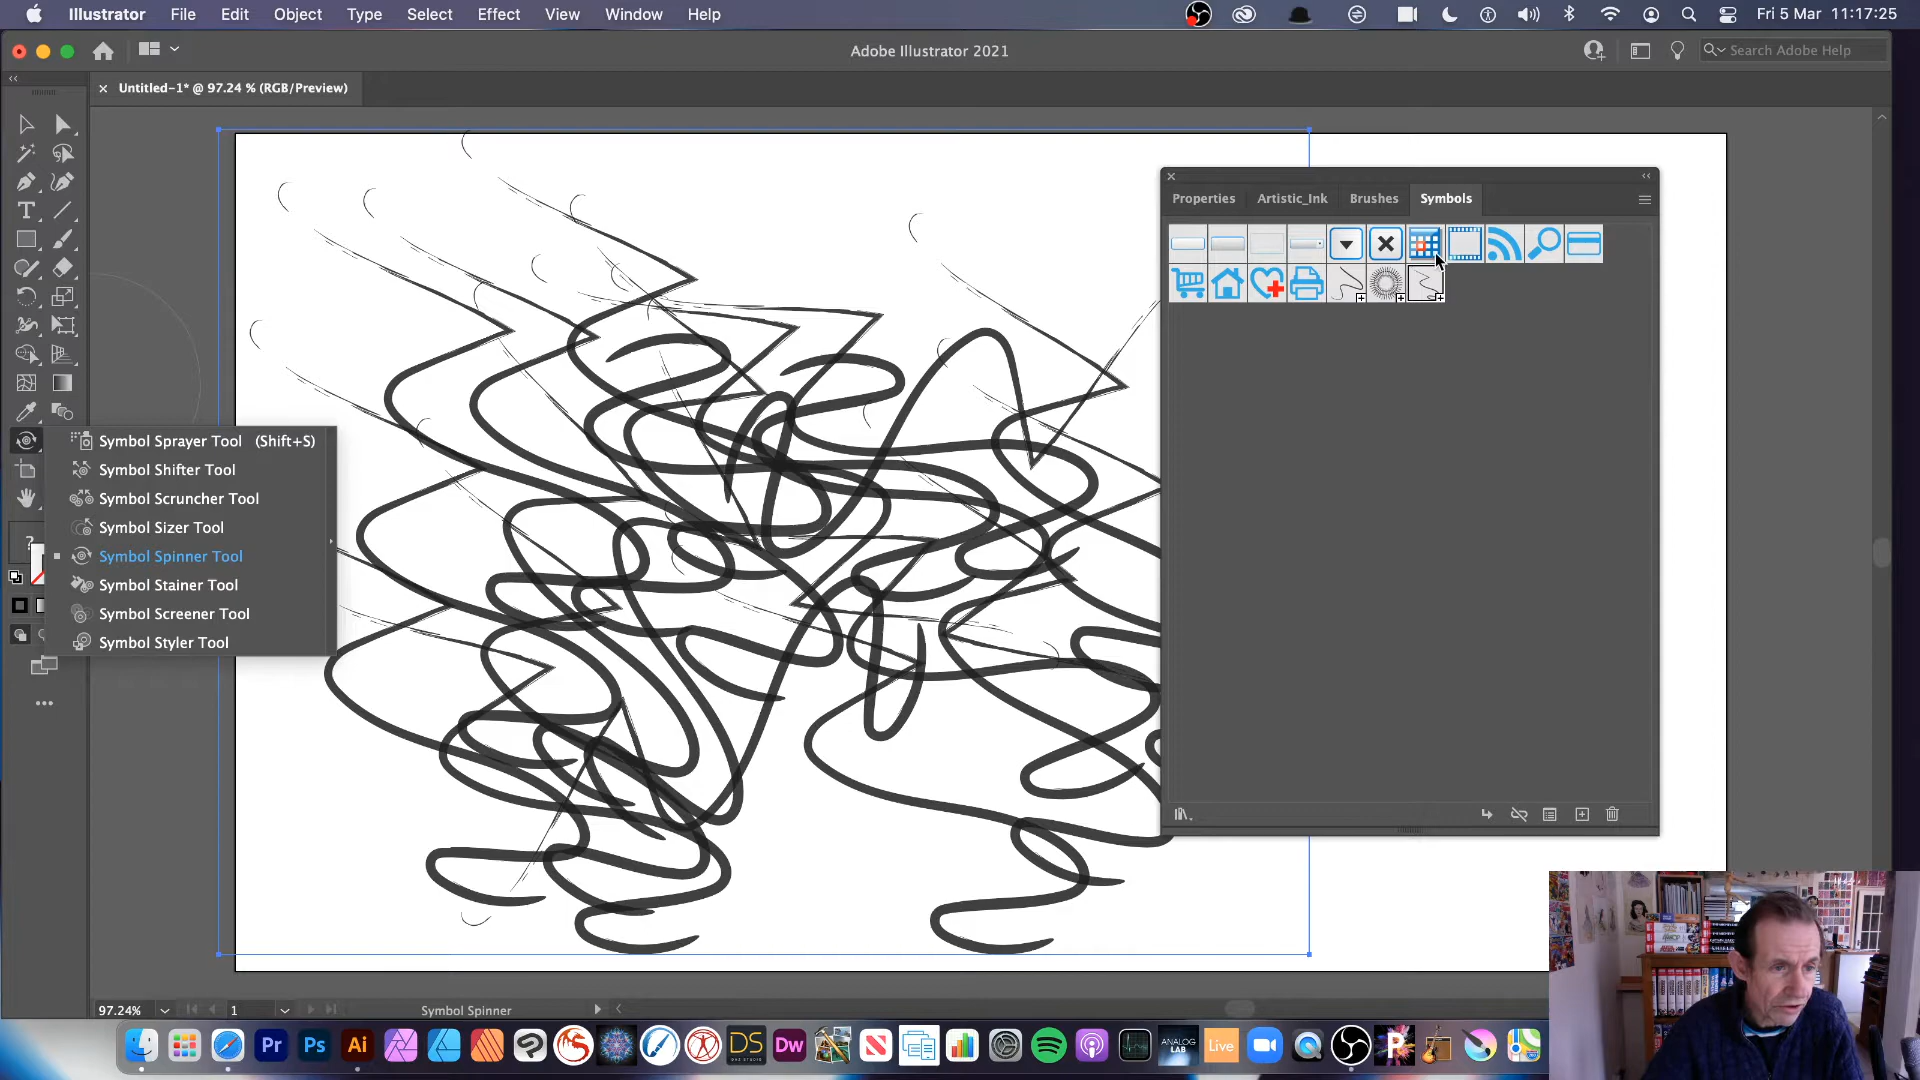 Illustrator File Edit Object Type Select Effect View Window Help
Fri 5 Mar 11:17:25
Adobe Illustrator 2021
Search Adobe Help
Untitled-1* @ 97.24 % (RGB/Preview)
Properties Artistic_Ink Brushes Symbols
T
Symbol Sprayer Tool (Shift+S)
Symbol Shifter Tool
Symbol Scruncher Tool
Symbol Sizer Tool
?
Symbol Spinner Tool
Symbol Stainer Tool
Symbol Screener Tool
Symbol Styler Tool
97.24% 1 Symbol Spinner
Pr Ps Ai DS Dw ANALOG LAB Live P